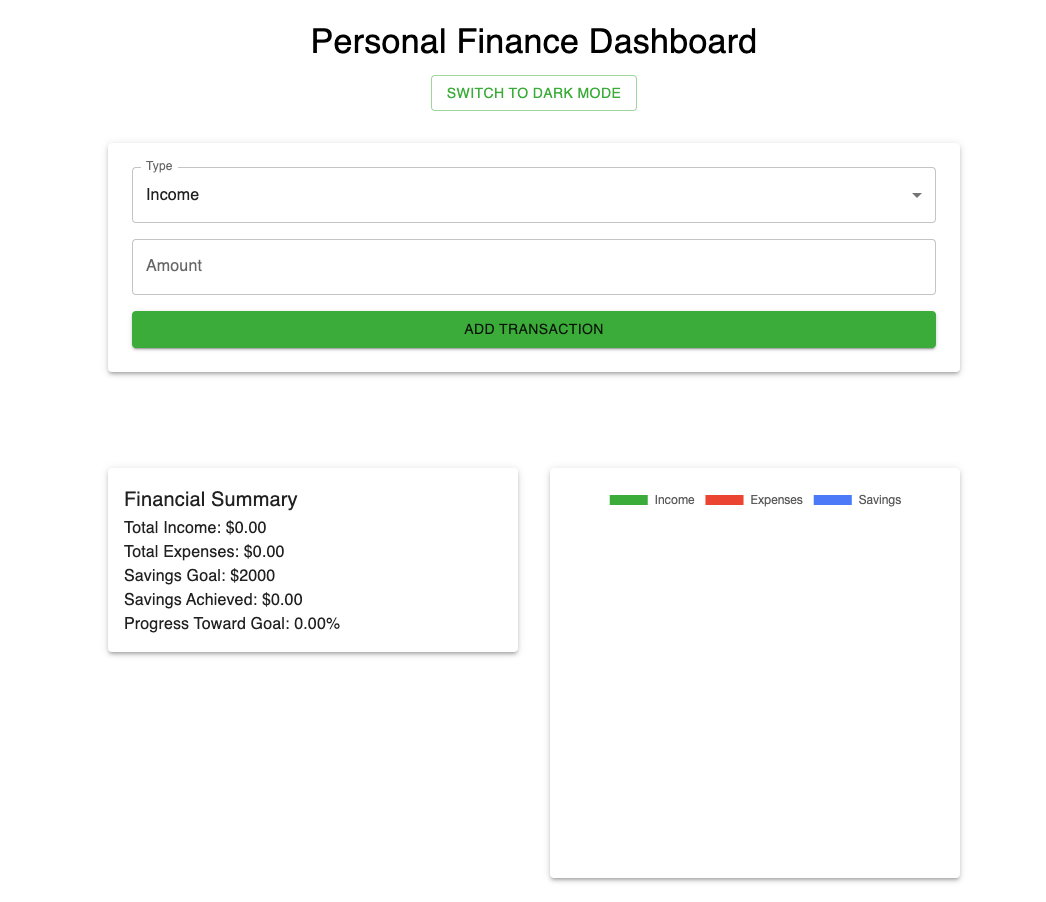 Personal Finance Dashboard
SWITCH TO DARK MODE
Type
Income
Amount
ADD TRANSACTION
Financial Summary
Total Income: $0.00
Total Expenses: $0.00
Savings Goal: $2000
Savings Achieved: $0.00
Progress Toward Goal: 0.00%
Income Expenses Savings